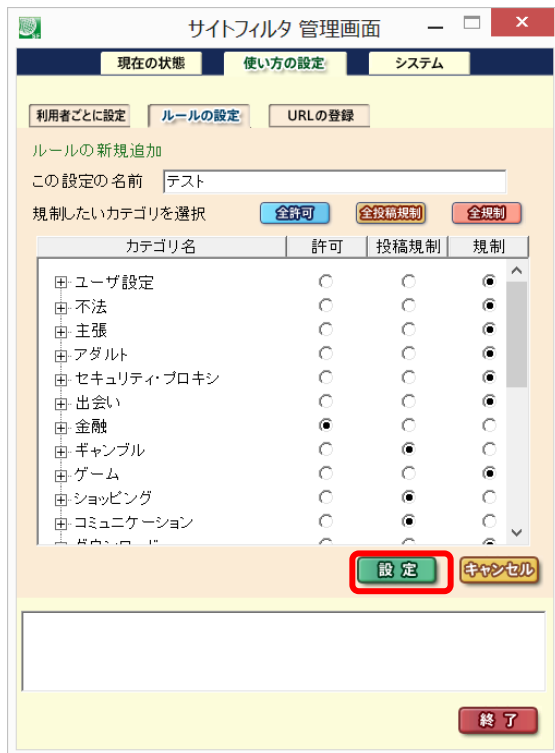 サイトフィルタ 管理画面
現在の状態 使い方の設定 システム
利用者ごとに設定 ルールの設定 URLの登録
ルールの新規追加
この設定の名前 テスト
規制したいカテゴリを選択 全許可 全投稿規制 全規制
カテゴリ名 許可 投稿規制 規制
ユーザ設定
不法
主張
アダルト
セキュリティ・プロキシ
出会い
金融
ギャンブル
ゲーム
ショッピング
コミュニケーション
設定 キャンセル
終了